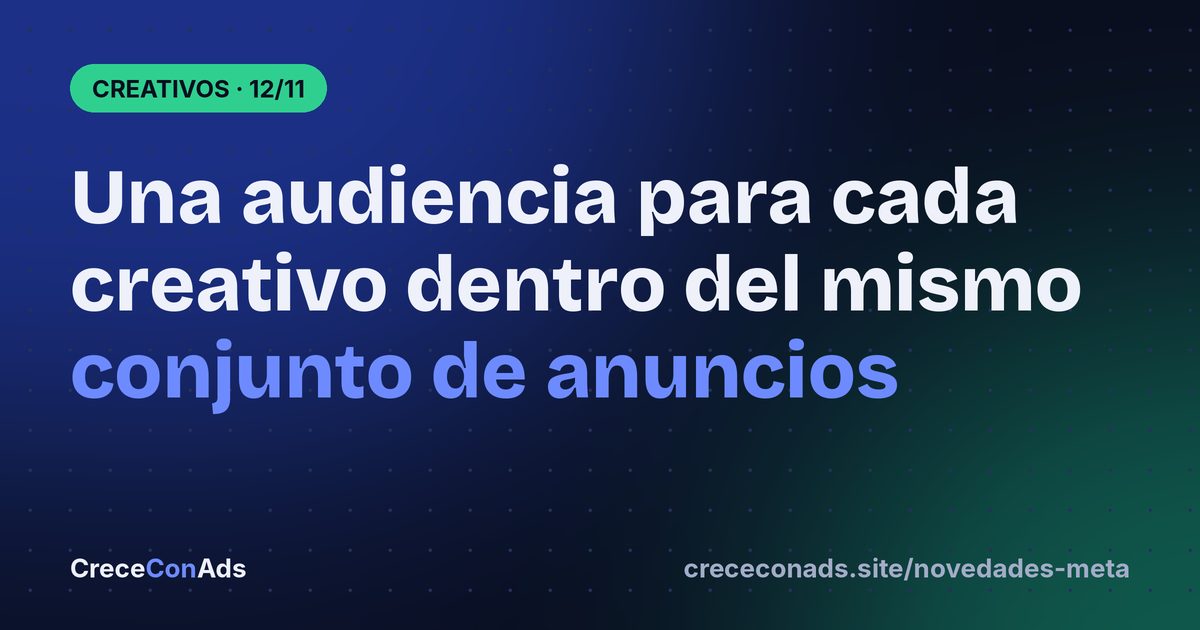 CREATIVOS · 12/11
Una audiencia para cada
creativo dentro del mismo
conjunto de anuncios
CreceConAds
crececonads.site/novedades-meta